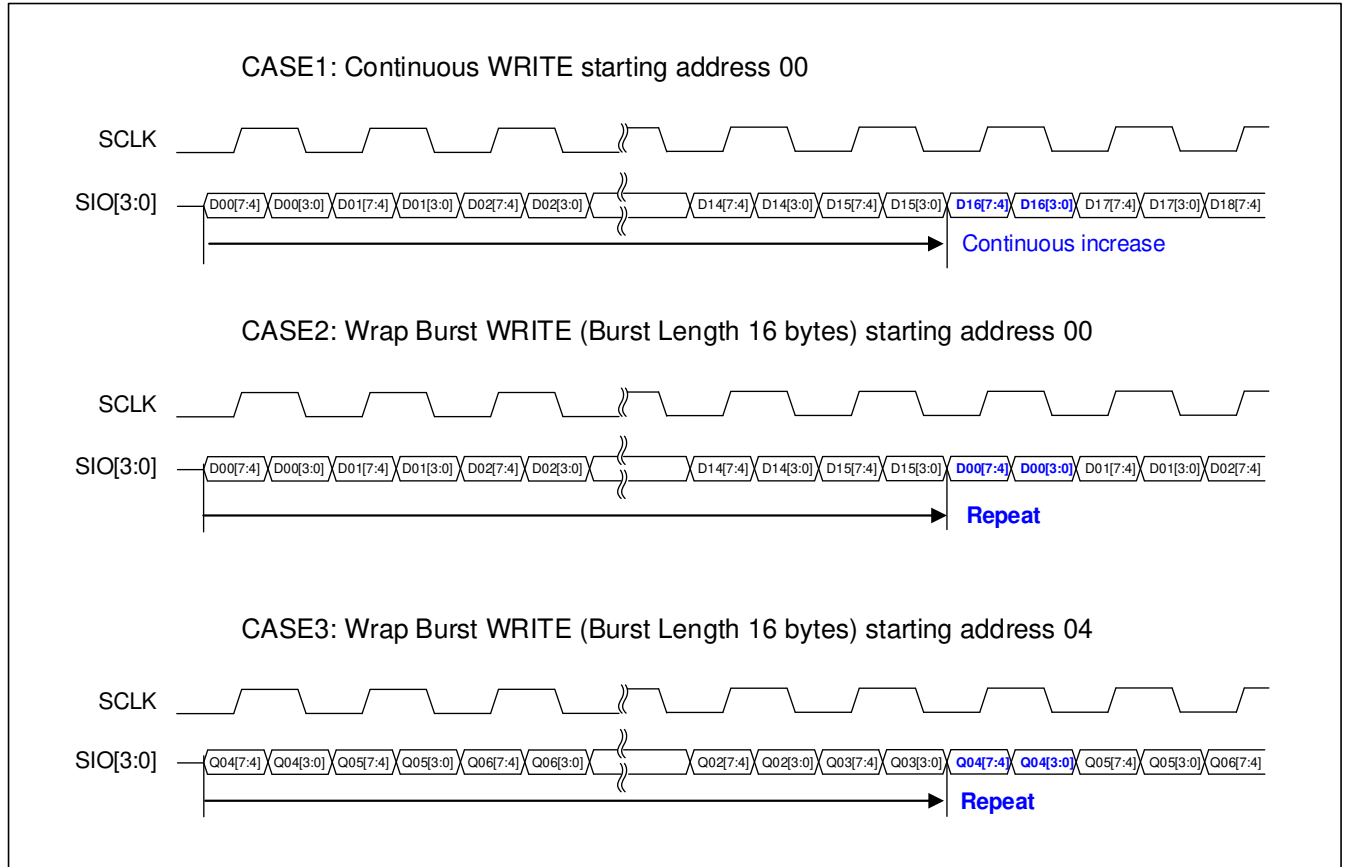 CASE1: Continuous WRITE starting address 00
SCLK
SIO[3:0] D00[7:4] D00[3:0] D01[7:4] D01[3:0] D02[7:4] D02[3:0] D14[7:4] D14[3:0] D15[7:4] D15[3:0] D16[7:4] D16[3:0] D17[7:4] D17[3:0] D18[7:4]
Continuous increase
CASE2: Wrap Burst WRITE (Burst Length 16 bytes) starting address 00
SCLK
SIO[3:0] D00[7:4] D00[3:0] D01[7:4] D01[3:0] D02[7:4] D02[3:0] D14[7:4] D14[3:0] D15[7:4] D15[3:0] D00[7:4] D00[3:0] D01[7:4] D01[3:0] D02[7:4]
Repeat
CASE3: Wrap Burst WRITE (Burst Length 16 bytes) starting address 04
SCLK
SIO[3:0] Q04[7:4] Q04[3:0] Q05[7:4] Q05[3:0] Q06[7:4] Q06[3:0] Q02[7:4] Q02[3:0] Q03[7:4] Q03[3:0] Q04[7:4] Q04[3:0] Q05[7:4] Q05[3:0] Q06[7:4]
Repeat